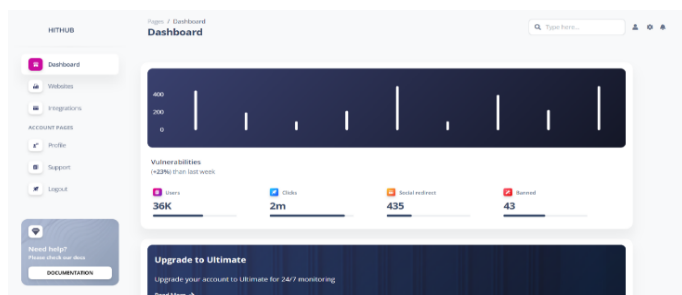 HITHUB
Pages / Dashboard
Dashboard
Type here...
Dashboard
Websites
Integrations
ACCOUNT PAGES
Profile
Support
Logout
Need help?
Please check our docs
DOCUMENTATION
400
200
0
Vulnerabilities
(+23%) than last week
Users
36K
Clicks
2m
Social redirect
435
Banned
43
Upgrade to Ultimate
Upgrade your account to Ultimate for 24/7 monitoring
Read More